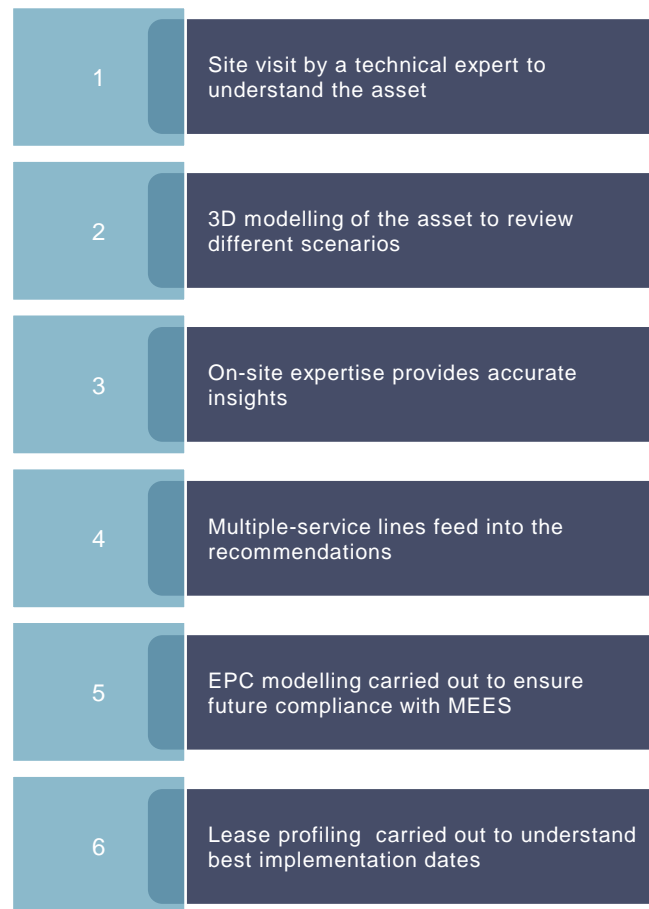 1
Site visit by a technical expert to
understand the asset
2
3D modelling of the asset to review
different scenarios
3
On-site expertise provides accurate
insights
4
Multiple-service lines feed into the
recommendations
5
EPC modelling carried out to ensure
future compliance with MEES
6
Lease profiling  carried out to understand
best implementation dates